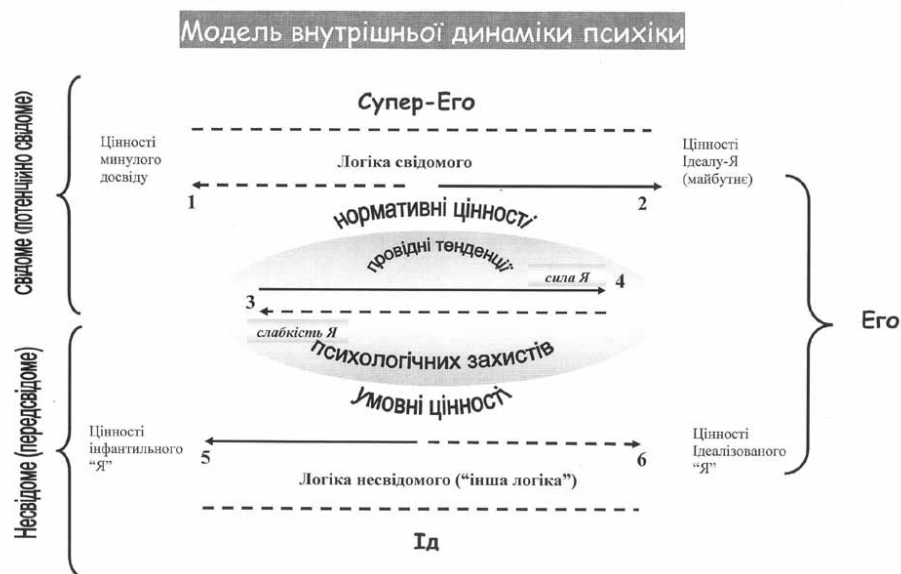 Модель внутрішньої динаміки психіки
свідоме (потенчійно свідоме)
Супер-Его
Цінності
минулого
досвіду
Логіка свідомого
Цінності
Ідеалу-Я
(майбутнє)
1
2
нормативні цінності
провідні тенденції
сила Я
3
4
слабкість Я
психологічних захистів
умовні цінності
Его
Несвідоме (передсвідоме)
Цінності
інфантильного
“Я”
5
6
Цінності
Ідеалізованого
“Я”
Логіка несвідомого (“інша логіка”)
Ід